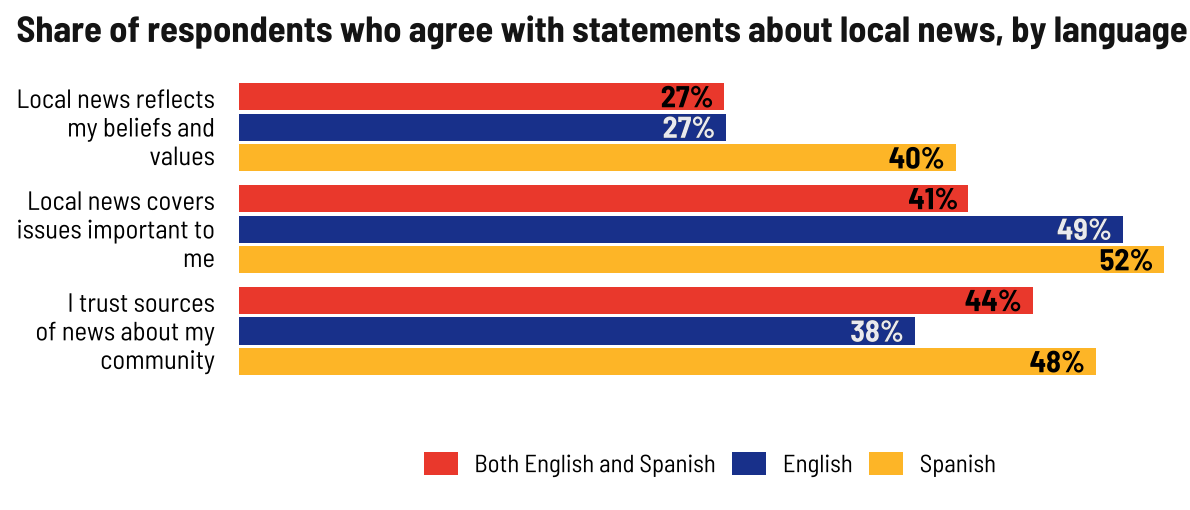 Share of respondents who agree with statements about local news, by language
Local news reflects
my beliefs and
values
27%
27%
40%
Local news covers
issues important to
me
41%
49%
52%
I trust sources
of news about my
community
44%
38%
48%
Both English and Spanish
English
Spanish